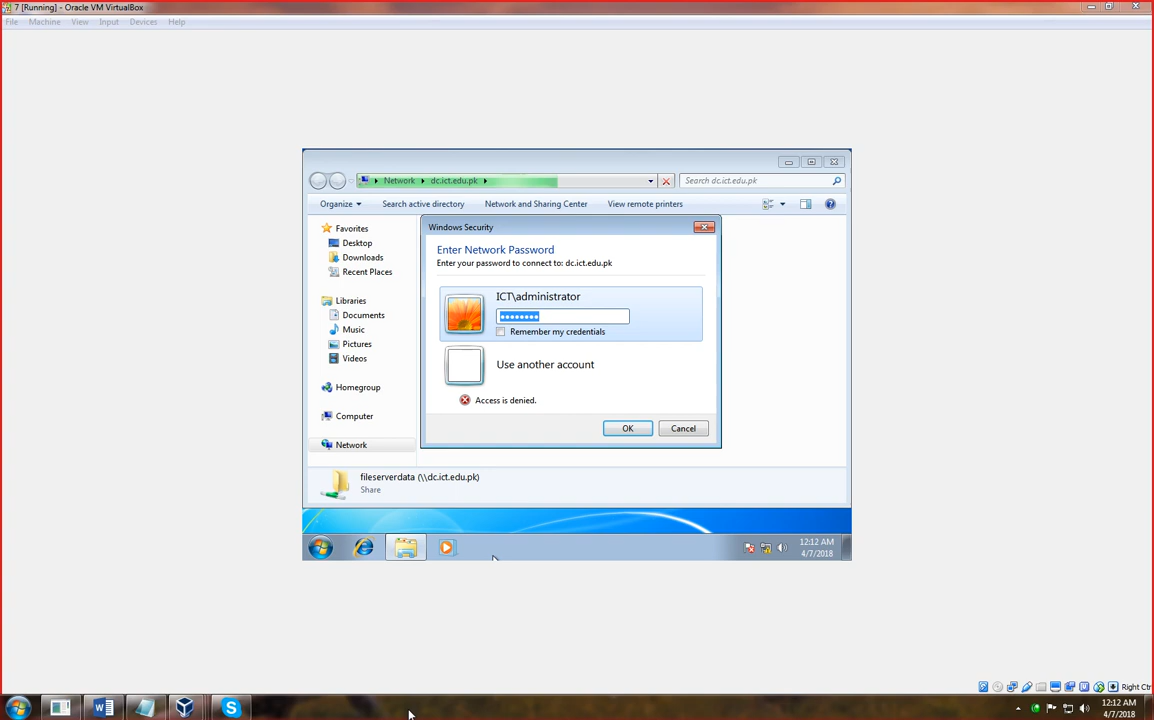 7 [Running] - Oracle VM VirtualBox
File Machine View Input Devices Help
Network dc.ict.edu.pk Search dc.ict.edu.pk
Organize Search active directory Network and Sharing Center View remote printers
Favorites
Desktop
Downloads
Recent Places
Libraries
Documents
Music
Pictures
Videos
Homegroup
Computer
Network
Windows Security
Enter Network Password
Enter your password to connect to: dc.ict.edu.pk
ICT\administrator
Remember my credentials
Use another account
Access is denied.
OK Cancel
fileserverdata (\\dc.ict.edu.pk)
Share
12:12 AM
4/7/2018
Right Ctr
12:12 AM
4/7/2018